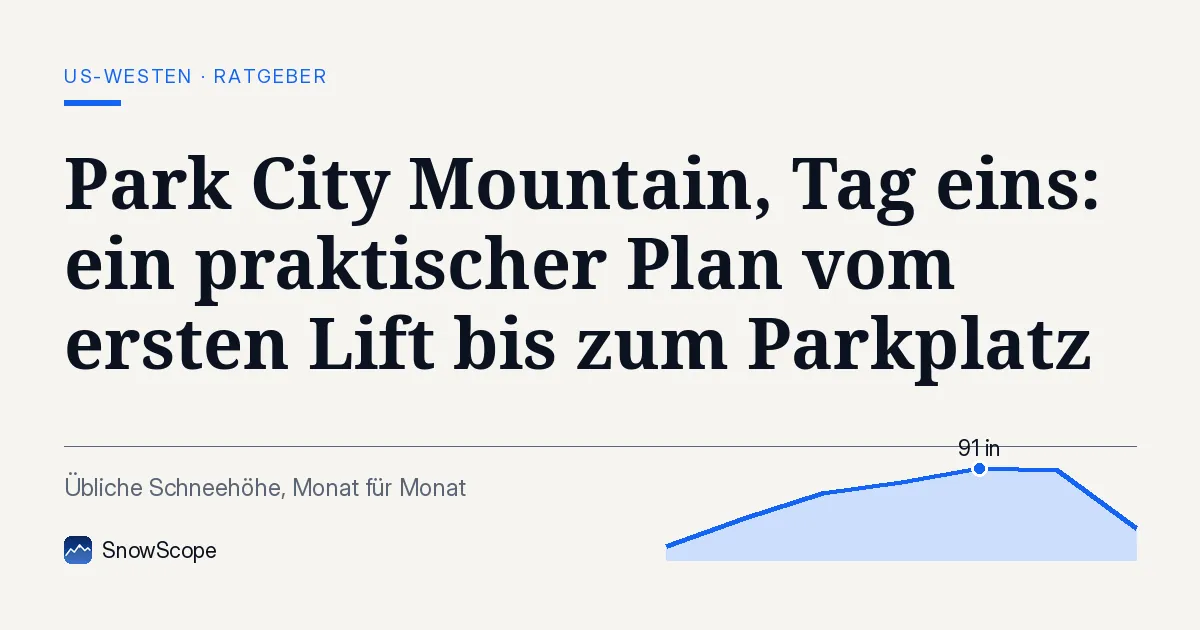 US-WESTEN · RATGEBER
Park City Mountain, Tag eins:
ein praktischer Plan vom
ersten Lift bis zum Parkplatz
91 in
Übliche Schneehöhe, Monat für Monat
SnowScope